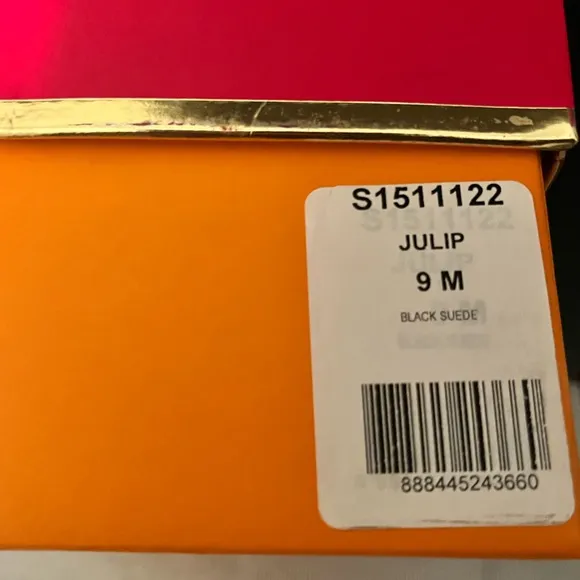 S1511122
JULIP
9 M
BLACK SUEDE
888445243660